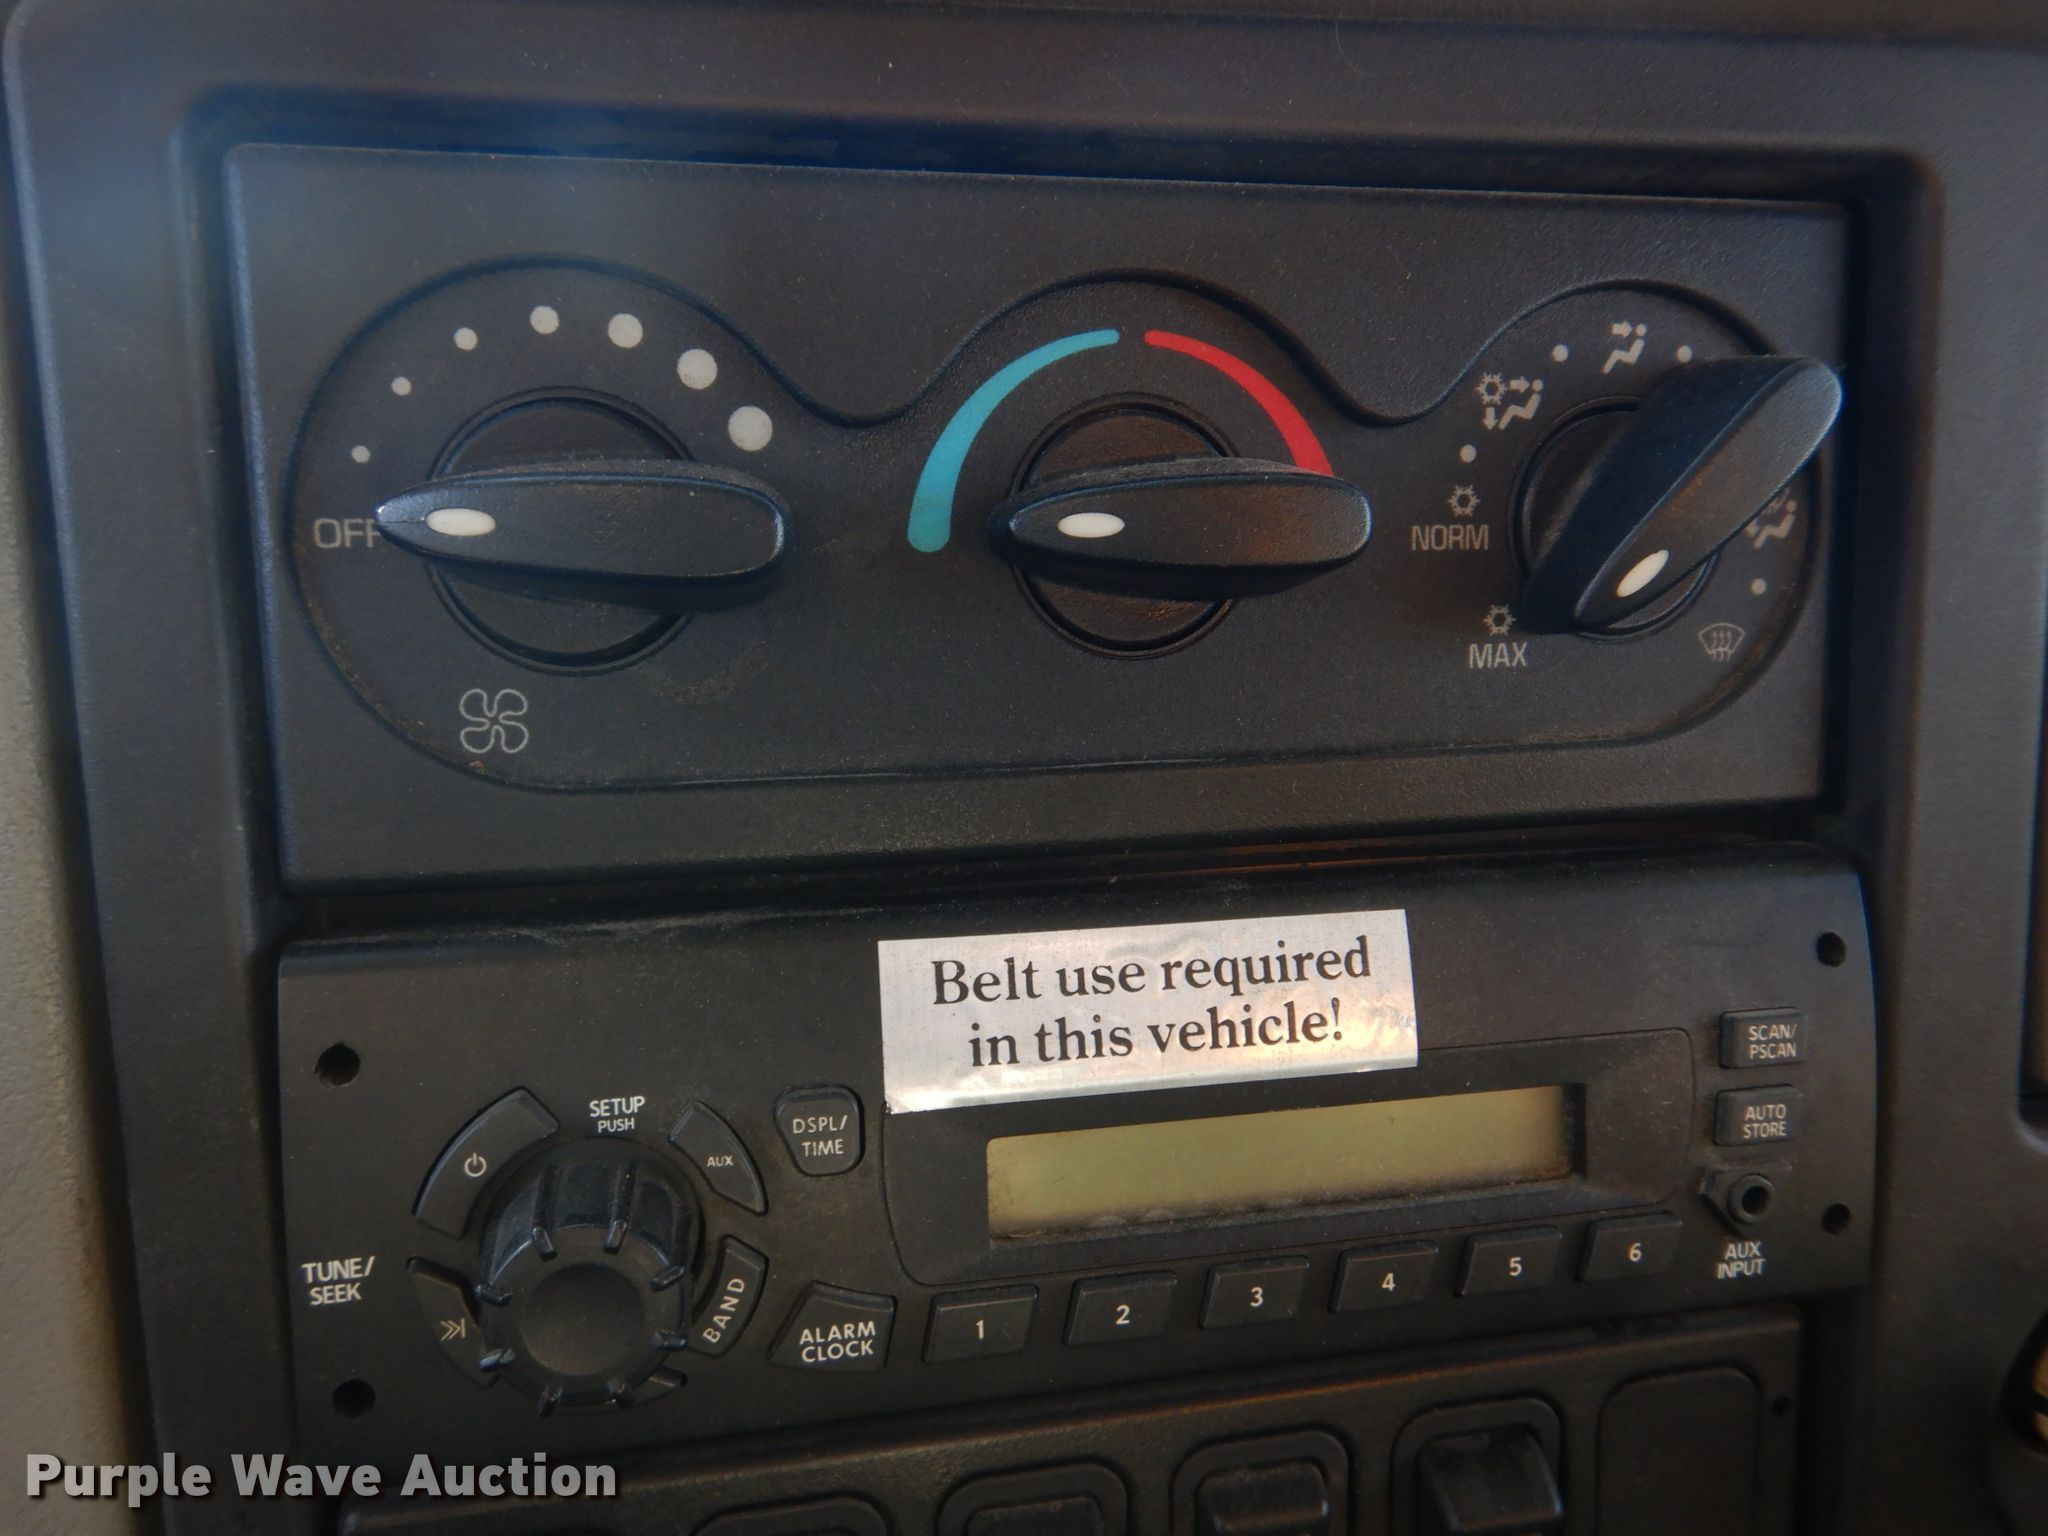 OFF
NORM
MAX
Belt use required
in this vehicle!
SCAN/
PSCAN
SETUP
PUSH
AUX
DSPL/
TIME
AUTO
STORE
TUNE/
SEEK
BAND
ALARM
CLOCK
1
2
3
4
5
6
AUX
INPUT
Purple Wave Auction